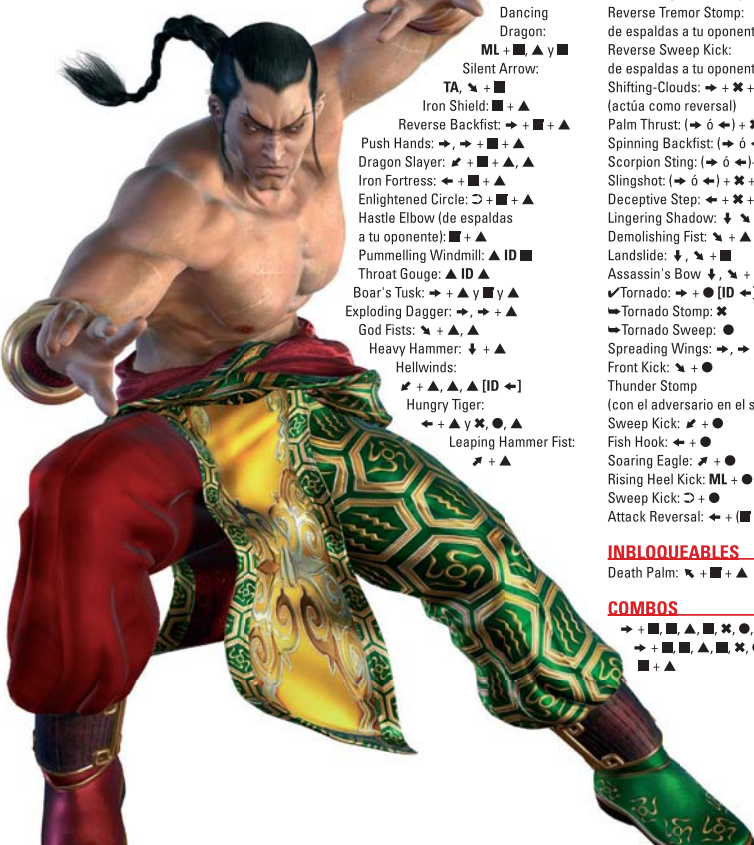 Dancing
Dragon:
ML + ■, ▲ y ■
Silent Arrow:
TA, ↘ + ■
Iron Shield: ■ + ▲
Reverse Backfist: → + ■ + ▲
Push Hands: →, → + ■ + ▲
Dragon Slayer: ↙ + ■ + ▲, ▲
Iron Fortress: ← + ■ + ▲
Enlightened Circle: ⊃ + ■ + ▲
Hastle Elbow (de espaldas
a tu oponente): ■ + ▲
Pummelling Windmill: ▲ ID ■
Throat Gouge: ▲ ID ▲
Boar's Tusk: → + ▲ y ■ y ▲
Exploding Dagger: →, → + ▲
God Fists: ↘ + ▲, ▲
Heavy Hammer: ↓ + ▲
Hellwinds:
↙ + ▲, ▲, ▲ [ID ←]
Hungry Tiger:
← + ▲ y ✖, ●, ▲
Leaping Hammer Fist:
↗ + ▲
Reverse Tremor Stomp:
de espaldas a tu oponent
Reverse Sweep Kick:
de espaldas a tu oponent
Shifting-Clouds: → + ✖ +
(actúa como reversal)
Palm Thrust: (→ ó ←) + ✖
Spinning Backfist: (→ ó ←
Scorpion Sting: (→ ó ←)+
Slingshot: (→ ó ←) + ✖ +
Deceptive Step: ← + ✖ +
Lingering Shadow: ↓ ↘
Demolishing Fist: ↘ + ▲
Landslide: ↓, ↘ + ■
Assassin's Bow ↓, ↘ +
✔Tornado: → + ● [ID ←]
➥Tornado Stomp: ✖
➥Tornado Sweep: ●
Spreading Wings: →, →
Front Kick: ↘ + ●
Thunder Stomp
(con el adversario en el s
Sweep Kick: ↙ + ●
Fish Hook: ← + ●
Soaring Eagle: ↗ + ●
Rising Heel Kick: ML + ●
Sweep Kick: ⊃ + ●
Attack Reversal: ← + (■
INBLOQUEABLES
Death Palm: ↖ + ■ + ▲
COMBOS
→ + ■, ■, ▲, ■, ✖, ●,
→ + ■, ■, ▲, ■, ✖, ●
■ + ▲